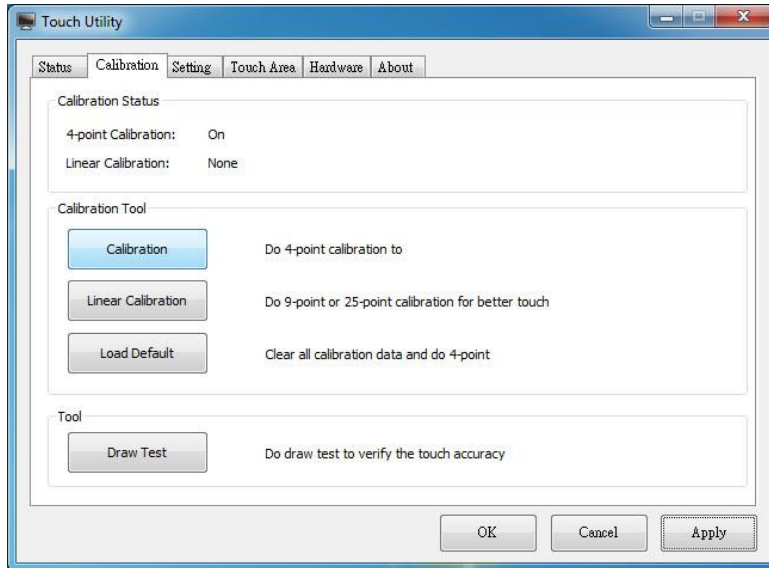 Touch Utility
Status Calibration Setting Touch Area Hardware About
Calibration Status
4-point Calibration: On
Linear Calibration: None
Calibration Tool
Calibration Do 4-point calibration to
Linear Calibration Do 9-point or 25-point calibration for better touch
Load Default Clear all calibration data and do 4-point
Tool
Draw Test Do draw test to verify the touch accuracy
OK Cancel Apply